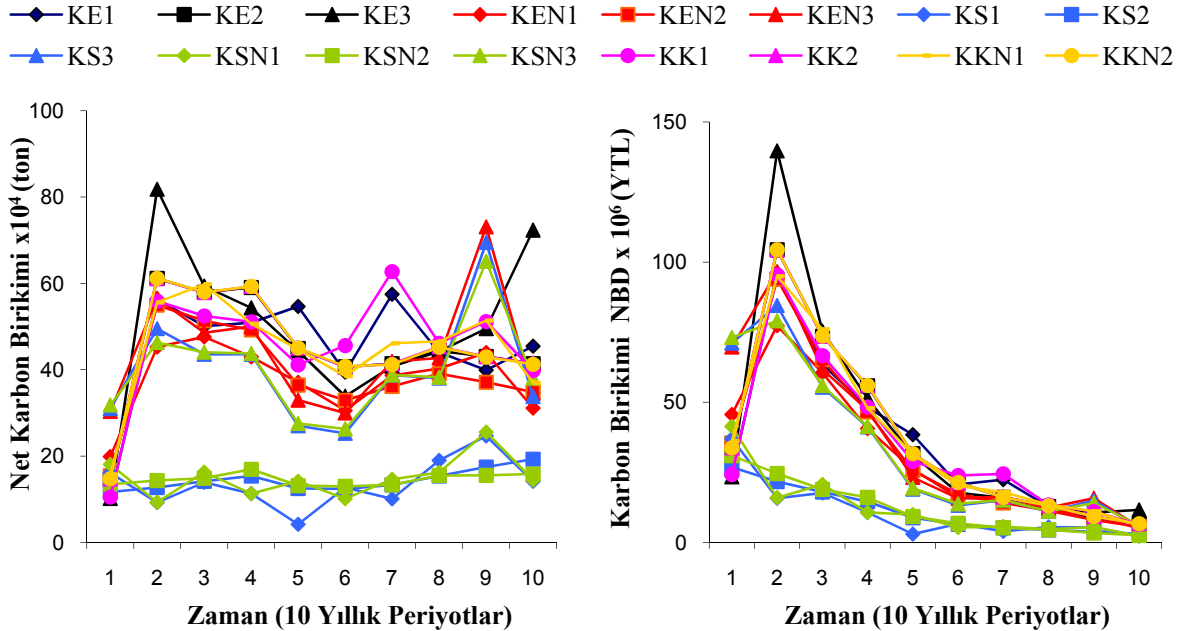 KE1 KE2 KE3 KEN1 KEN2 KEN3 KS1 KS2
KS3 KSN1 KSN2 KSN3 KK1 KK2 KKN1 KKN2
Net Karbon Birikimi x10⁴ (ton)
100
80
60
40
20
0
1 2 3 4 5 6 7 8 9 10
Zaman (10 Yıllık Periyotlar)
Karbon Birikimi NBD x 10⁶ (YTL)
150
100
50
0
1 2 3 4 5 6 7 8 9 10
Zaman (10 Yıllık Periyotlar)